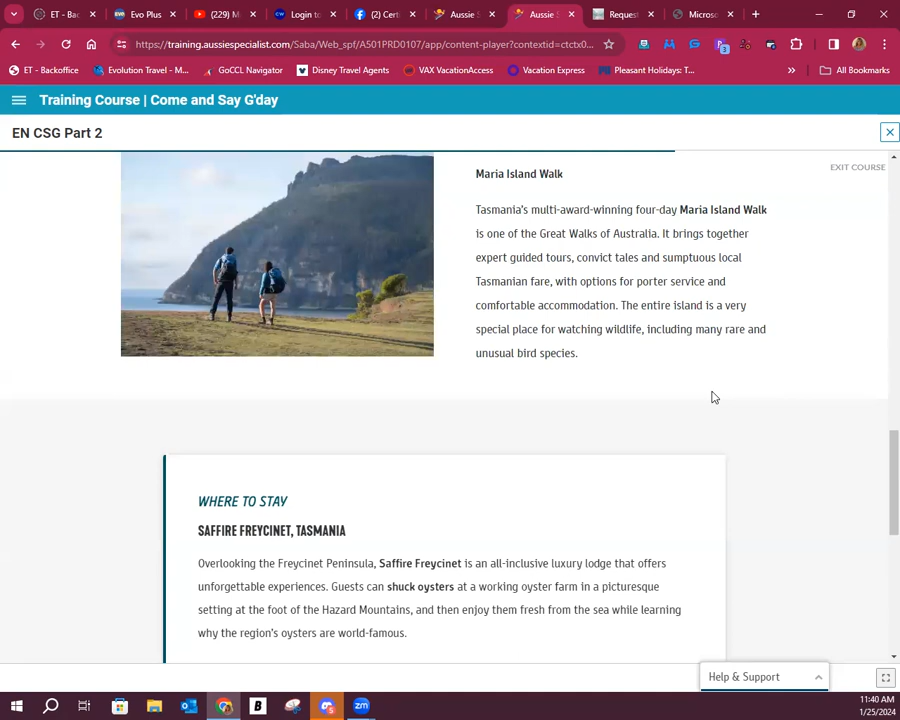 ET - Bac
Evo Plus
(229) M
Login to
(2) Cert
Aussie S
Aussie S
Request
Microso
https://training.aussiespecialist.com/Saba/Web_spf/A501PRD0107/app/content-player?contextid=ctctx0...
3
ET - Backoffice
Evolution Travel - M...
GoCCL Navigator
Disney Travel Agents
VAX VacationAccess
Vacation Express
Pleasant Holidays: T...
All Bookmarks
Training Course | Come and Say G'day
EN CSG Part 2
EXIT COURSE
Maria Island Walk
Tasmania's multi-award-winning four-day Maria Island Walk
is one of the Great Walks of Australia. It brings together
expert guided tours, convict tales and sumptuous local
Tasmanian fare, with options for porter service and
comfortable accommodation. The entire island is a very
special place for watching wildlife, including many rare and
unusual bird species.
WHERE TO STAY
SAFFIRE FREYCINET, TASMANIA
Overlooking the Freycinet Peninsula, Saffire Freycinet is an all-inclusive luxury lodge that offers
unforgettable experiences. Guests can shuck oysters at a working oyster farm in a picturesque
setting at the foot of the Hazard Mountains, and then enjoy them fresh from the sea while learning
why the region's oysters are world-famous.
Help & Support
11:40 AM
1/25/2024